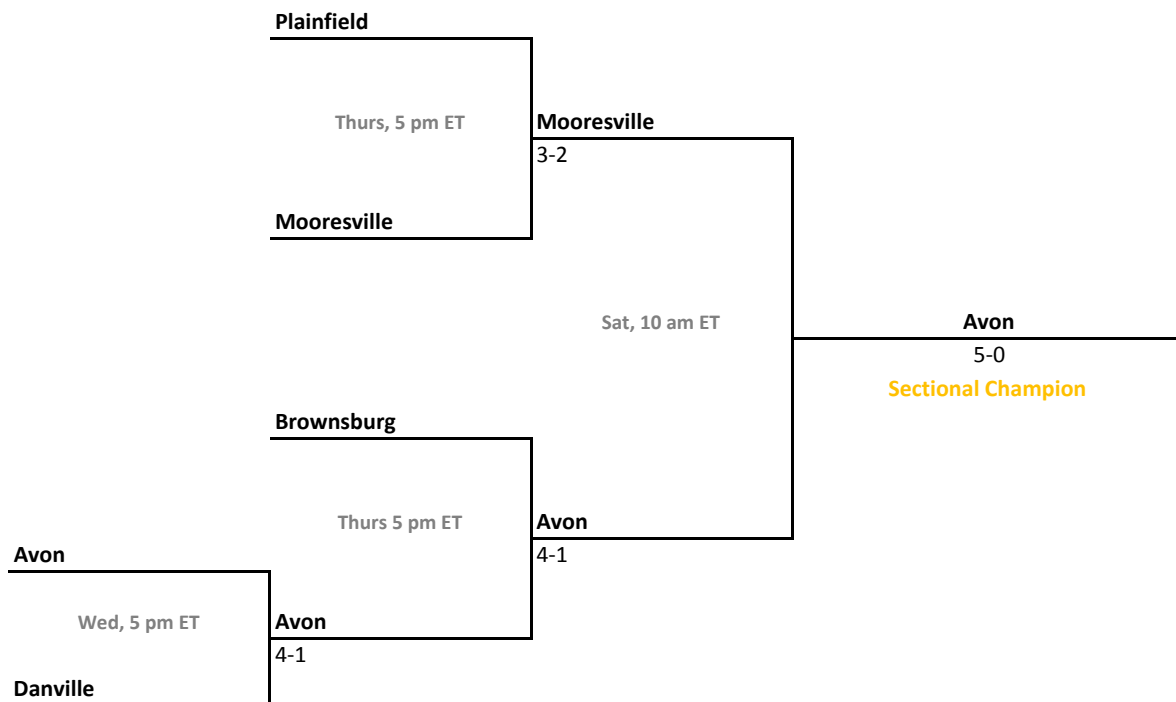 Plainfield
Thurs, 5 pm ET
Mooresville
3-2
Mooresville
Sat, 10 am ET
Avon
5-0
Sectional Champion
Brownsburg
Thurs 5 pm ET
Avon
4-1
Avon
Wed, 5 pm ET
Avon
4-1
Danville